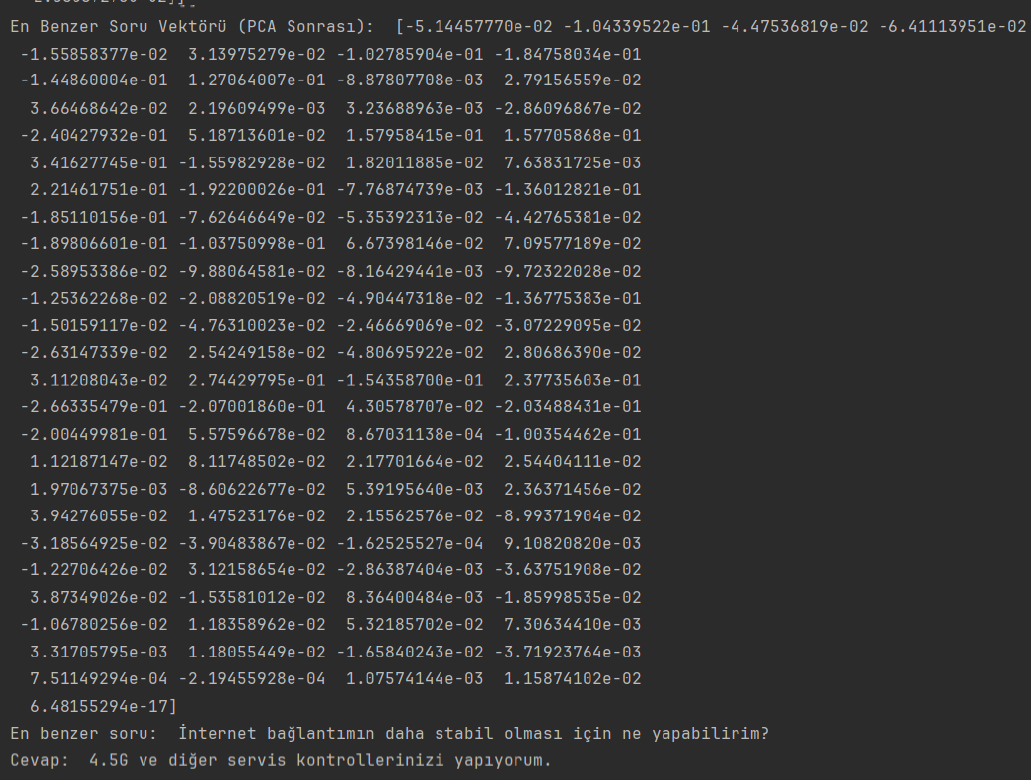 En Benzer Soru Vektörü (PCA Sonrası):  [-5.14457770e-02 -1.04339522e-01 -4.47536819e-02 -6.41113951e-02
-1.55858377e-02  3.13975279e-02 -1.02785904e-01 -1.84758034e-01
-1.44860004e-01  1.27064007e-01 -8.87807708e-03  2.79156559e-02
3.66468642e-02  2.19609499e-03  3.23688963e-03 -2.86096867e-02
-2.40427932e-01  5.18713601e-02  1.57958415e-01  1.57705868e-01
3.41627745e-01 -1.55982928e-02  1.82011885e-02  7.63831725e-03
2.21461751e-01 -1.92200026e-01 -7.76874739e-03 -1.36012821e-01
-1.85110156e-01 -7.62646649e-02 -5.35392313e-02 -4.42765381e-02
-1.89806601e-01 -1.03750998e-01  6.67398146e-02  7.09577189e-02
-2.58953386e-02 -9.88064581e-02 -8.16429441e-03 -9.72322028e-02
-1.25362268e-02 -2.08820519e-02 -4.90447318e-02 -1.36775383e-01
-1.50159117e-02 -4.76310023e-02 -2.46669069e-02 -3.07229095e-02
-2.63147339e-02  2.54249158e-02 -4.80695922e-02  2.80686390e-02
3.11208043e-02  2.74429795e-01 -1.54358700e-01  2.37735603e-01
-2.66335479e-01 -2.07001860e-01  4.30578707e-02 -2.03488431e-01
-2.00449981e-01  5.57596678e-02  8.67031138e-04 -1.00354462e-01
1.12187147e-02  8.11748502e-02  2.17701664e-02  2.54404111e-02
1.97067375e-03 -8.60622677e-02  5.39195640e-03  2.36371456e-02
3.94276055e-02  1.47523176e-02  2.15562576e-02 -8.99371904e-02
-3.18564925e-02 -3.90483867e-02 -1.62525527e-04  9.10820820e-03
-1.22706426e-02  3.12158654e-02 -2.86387404e-03 -3.63751908e-02
3.87349026e-02 -1.53581012e-02  8.36400484e-03 -1.85998535e-02
-1.06780256e-02  1.18358962e-02  5.32185702e-02  7.30634410e-03
3.31705795e-03  1.18055449e-02 -1.65840243e-02 -3.71923764e-03
7.51149294e-04 -2.19455928e-04  1.07574144e-03  1.15874102e-02
6.48155294e-17]
En benzer soru:  İnternet bağlantımın daha stabil olması için ne yapabilirim?
Cevap:  4.5G ve diğer servis kontrollerinizi yapıyorum.